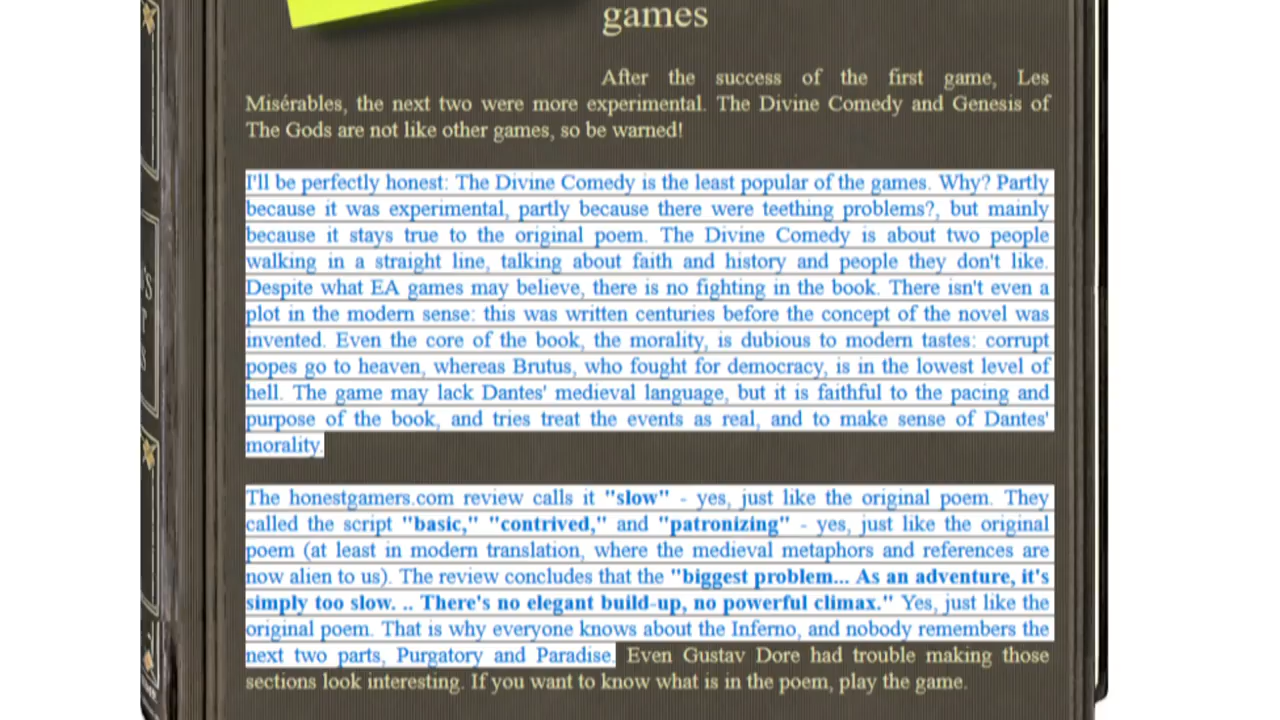 games
After the success of the first game, Les
Misérables, the next two were more experimental. The Divine Comedy and Genesis of
The Gods are not like other games, so be warned!
I'll be perfectly honest: The Divine Comedy is the least popular of the games. Why? Partly
because it was experimental, partly because there were teething problems?, but mainly
because it stays true to the original poem. The Divine Comedy is about two people
walking in a straight line, talking about faith and history and people they don't like.
Despite what EA games may believe, there is no fighting in the book. There isn't even a
plot in the modern sense: this was written centuries before the concept of the novel was
invented. Even the core of the book, the morality, is dubious to modern tastes: corrupt
popes go to heaven, whereas Brutus, who fought for democracy, is in the lowest level of
hell. The game may lack Dantes' medieval language, but it is faithful to the pacing and
purpose of the book, and tries treat the events as real, and to make sense of Dantes'
morality.
The honestgamers.com review calls it "slow" - yes, just like the original poem. They
called the script "basic," "contrived," and "patronizing" - yes, just like the original
poem (at least in modern translation, where the medieval metaphors and references are
now alien to us). The review concludes that the "biggest problem... As an adventure, it's
simply too slow. .. There's no elegant build-up, no powerful climax." Yes, just like the
original poem. That is why everyone knows about the Inferno, and nobody remembers the
next two parts, Purgatory and Paradise. Even Gustav Dore had trouble making those
sections look interesting. If you want to know what is in the poem, play the game.